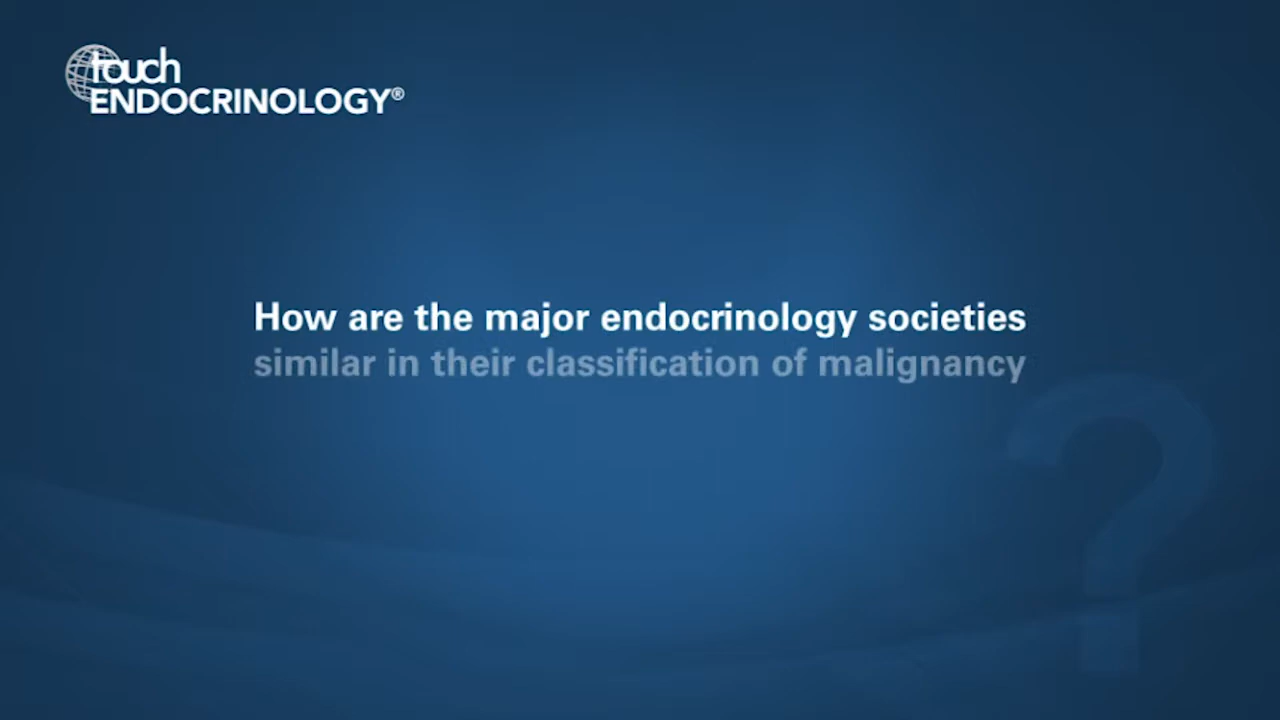 touch
ENDOCRINOLOGY®
How are the major endocrinology societies
similar in their classification of malignancy
?